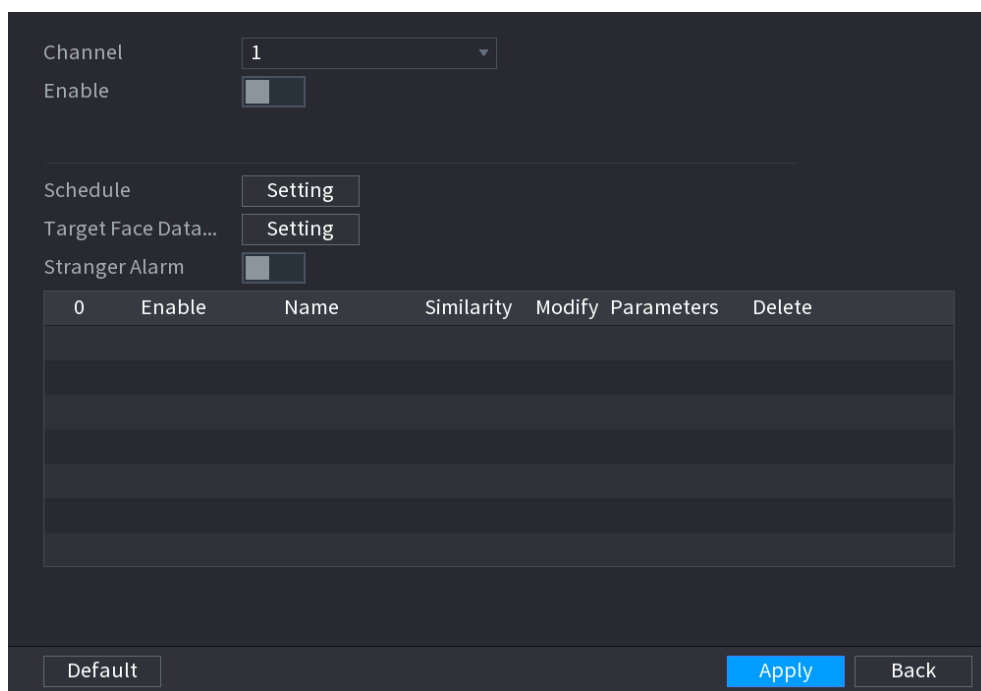 Channel 1
Enable
Schedule Setting
Target Face Data... Setting
Stranger Alarm
0 Enable Name Similarity Modify Parameters Delete
Default Apply Back